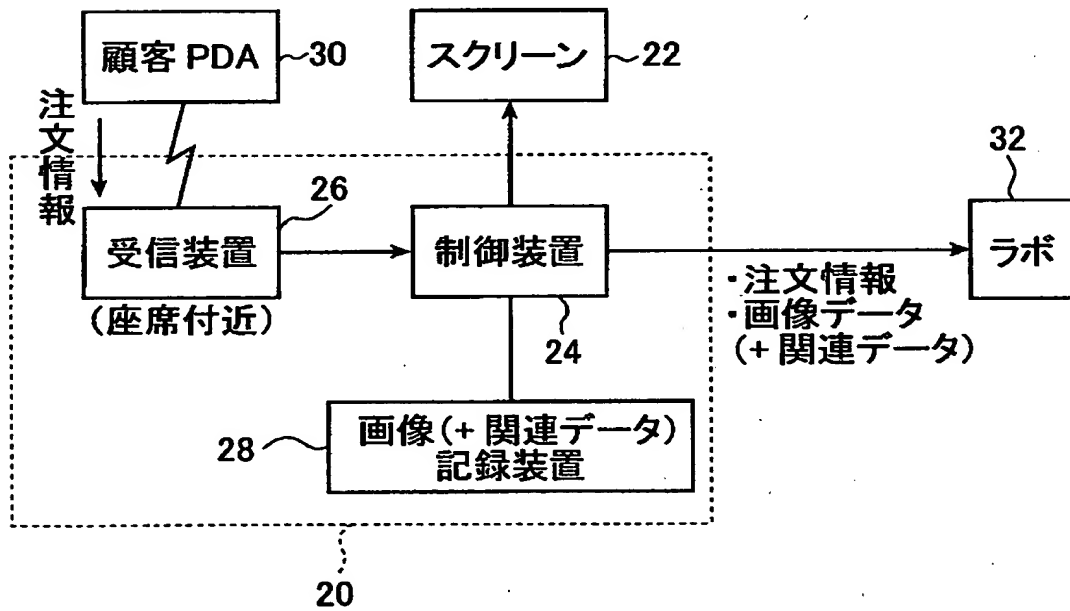 顧客 PDA
30
スクリーン
22
注文情報
受信装置
26
(座席付近)
制御装置
24
32
ラボ
・注文情報
・画像データ
(+関連データ)
画像(+関連データ)
記録装置
28
20